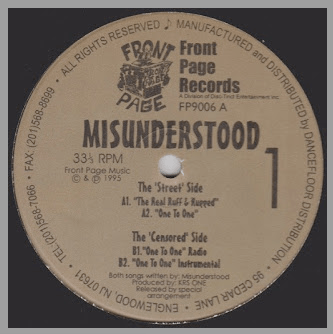 ALL RIGHTS RESERVED ♪ MANUFACTURED and DISTRIBUTED by DANCEFLOOR DISTRIBUTION • 95 CEDAR LANE • ENGLEWOOD, NJ. 07631 • TEL(201)568-7066 • FAX (201)568-8699 •
FRONT
PAGE
Front
Page
Records
A Division of
Entertainment Inc.
FP9006 A
MISUNDERSTOOD
33⅓ RPM
Front Page Music
© & ℗ 1995
1
The 'Street' Side
A1. "The Real Ruff & Rugged"
A2. "One To One"
The 'Censored' Side
B1. "One To One" Radio
B2. "One To One" Instrumental
Both songs written by: Misunderstood
Produced by: KRS ONE
Released by special
arrangement